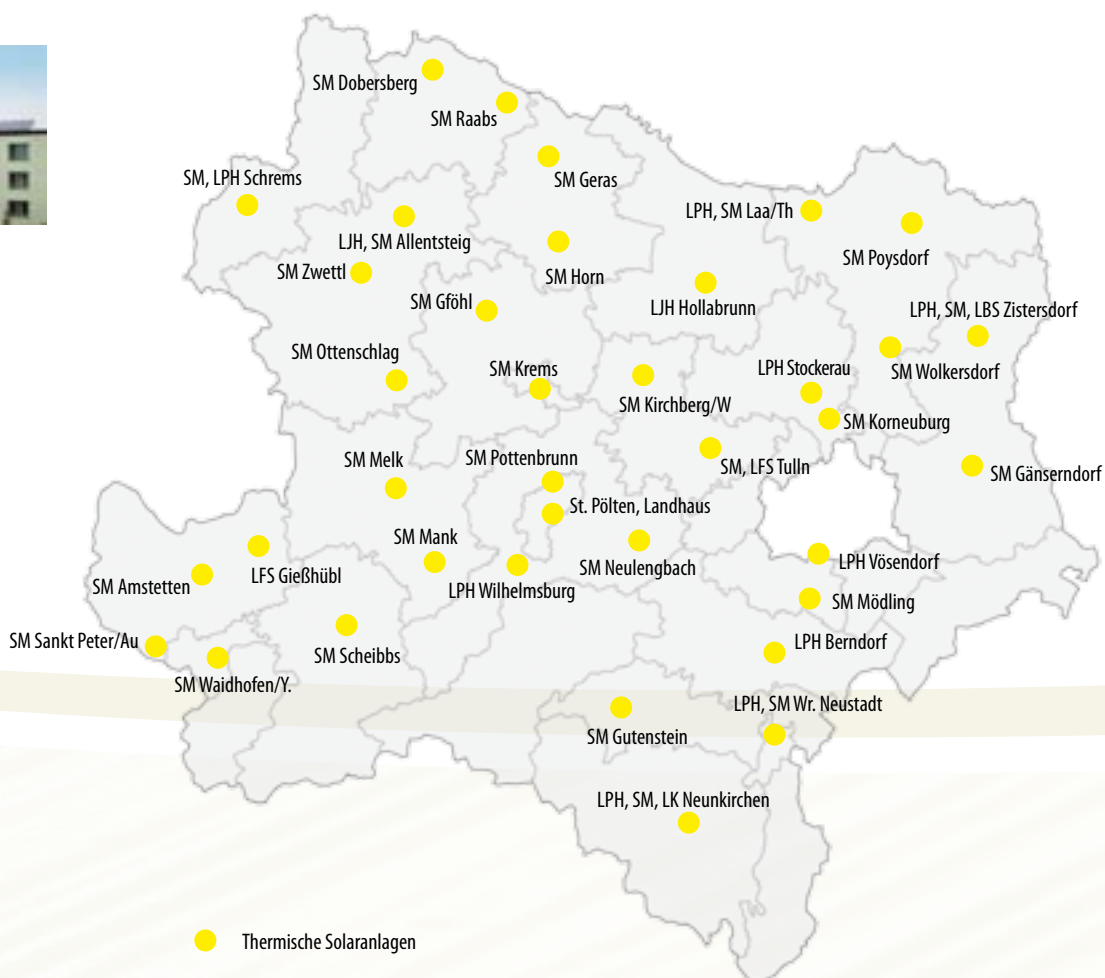 SM Dobersberg
SM Raabs
SM Geras
SM, LPH Schrems
LJH, SM Allentsteig
LPH, SM Laa/Th
SM Poysdorf
SM Zwettl
SM Horn
SM Gföhl
LJH Hollabrunn
LPH, SM, LBS Zistersdorf
SM Ottenschlag
SM Krems
SM Kirchberg/W
LPH Stockerau
SM Wolkersdorf
SM Korneuburg
SM Melk
SM Pottenbrunn
SM, LFS Tulln
SM Gänserndorf
St. Pölten, Landhaus
SM Mank
SM Neulengbach
LPH Vösendorf
SM Amstetten
LFS Gießhübl
LPH Wilhelmsburg
SM Mödling
SM Sankt Peter/Au
SM Scheibbs
LPH Berndorf
SM Waidhofen/Y.
LPH, SM Wr. Neustadt
SM Gutenstein
LPH, SM, LK Neunkirchen
Thermische Solaranlagen